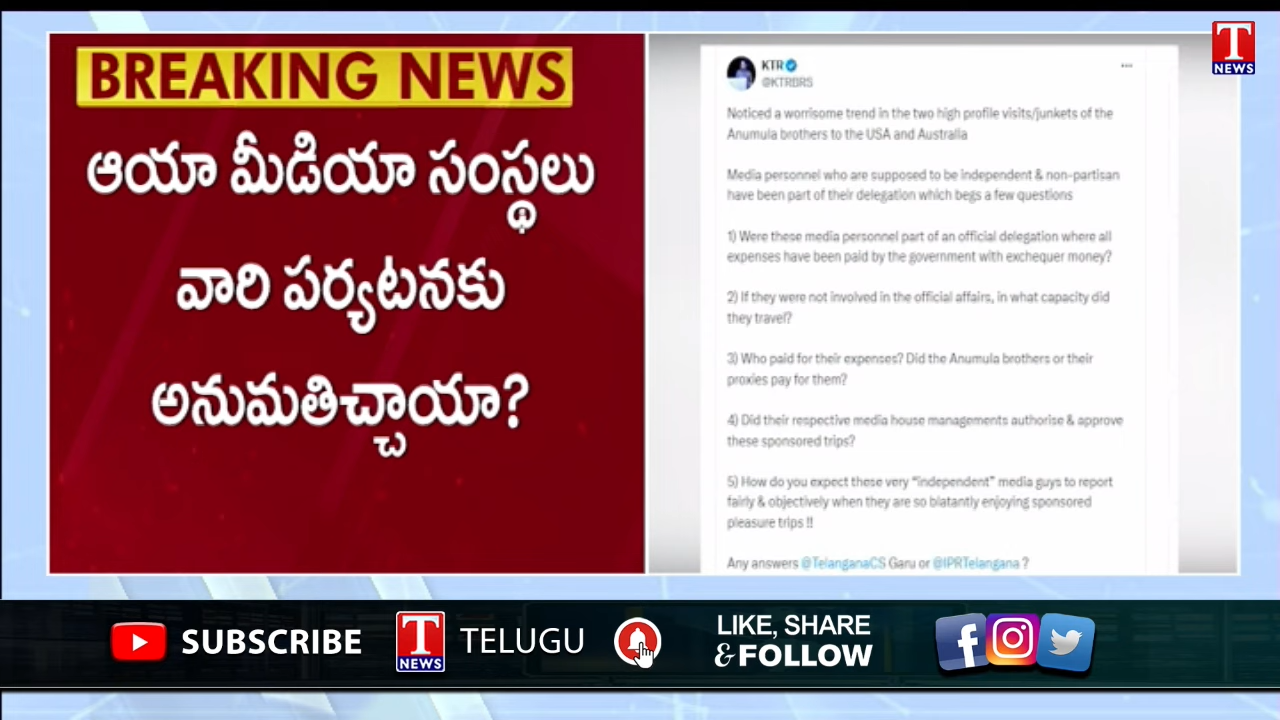 BREAKING NEWS
ఆయా మీడియా సంస్థలు
వారి పర్యటనకు
అనుమతిచ్చాయా?
KTR
@KTRBRS
Noticed a worrisome trend in the two high profile visits/junkets of the
Anumula brothers to the USA and Australia
Media personnel who are supposed to be independent & non-partisan
have been part of their delegation which begs a few questions
1) Were these media personnel part of an official delegation where all
expenses have been paid by the government with exchequer money?
2) If they were not involved in the official affairs, in what capacity did
they travel?
3) Who paid for their expenses? Did the Anumula brothers or their
proxies pay for them?
4) Did their respective media house managements authorise & approve
these sponsored trips?
5) How do you expect these very “independent” media guys to report
fairly & objectively when they are so blatantly enjoying sponsored
pleasure trips !!
Any answers @TelanganaCS Garu or @IPRTelangana ?
T
NEWS
SUBSCRIBE
T
NEWS
TELUGU
LIKE, SHARE
& FOLLOW